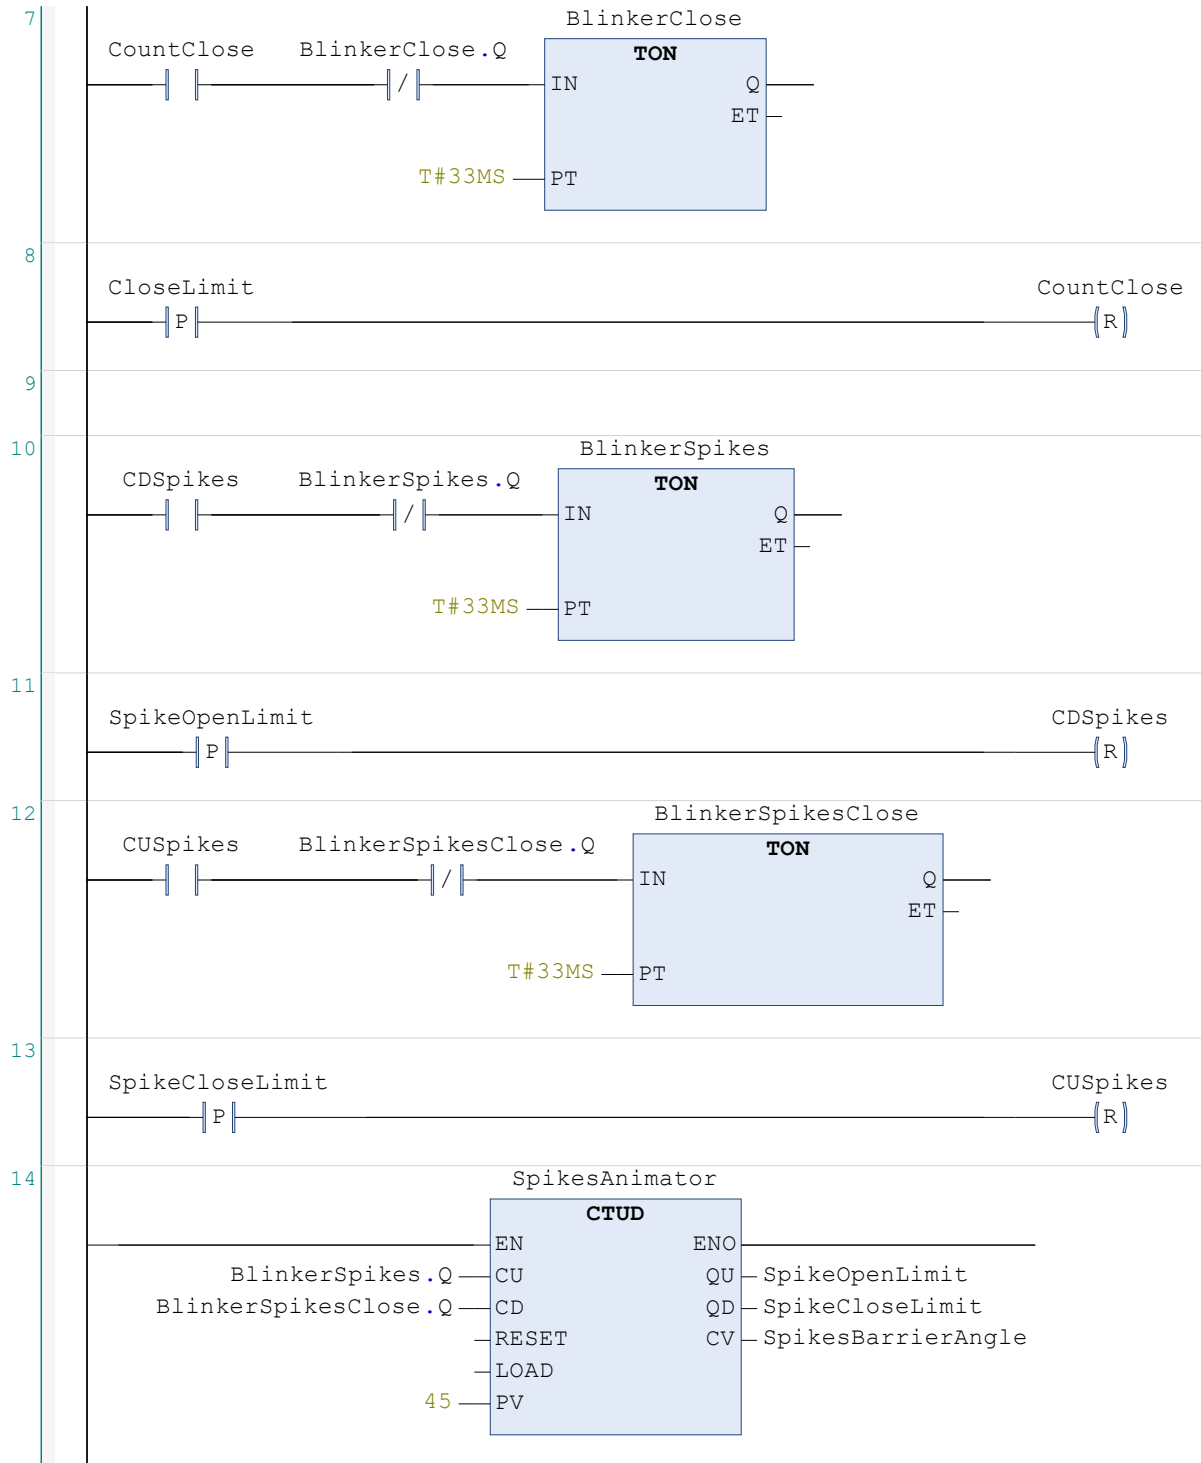 7
BlinkerClose
CountClose BlinkerClose.Q TON
/ IN Q
ET
T#33MS PT
8
CloseLimit CountClose
P R
9
10
BlinkerSpikes
CDSpikes BlinkerSpikes.Q TON
/ IN Q
ET
T#33MS PT
11
SpikeOpenLimit CDSpikes
P R
12
BlinkerSpikesClose
CUSpikes BlinkerSpikesClose.Q TON
/ IN Q
ET
T#33MS PT
13
SpikeCloseLimit CUSpikes
P R
14
SpikesAnimator
CTUD
EN ENO
BlinkerSpikes.Q CU QU SpikeOpenLimit
BlinkerSpikesClose.Q CD QD SpikeCloseLimit
RESET CV SpikesBarrierAngle
LOAD
45 PV